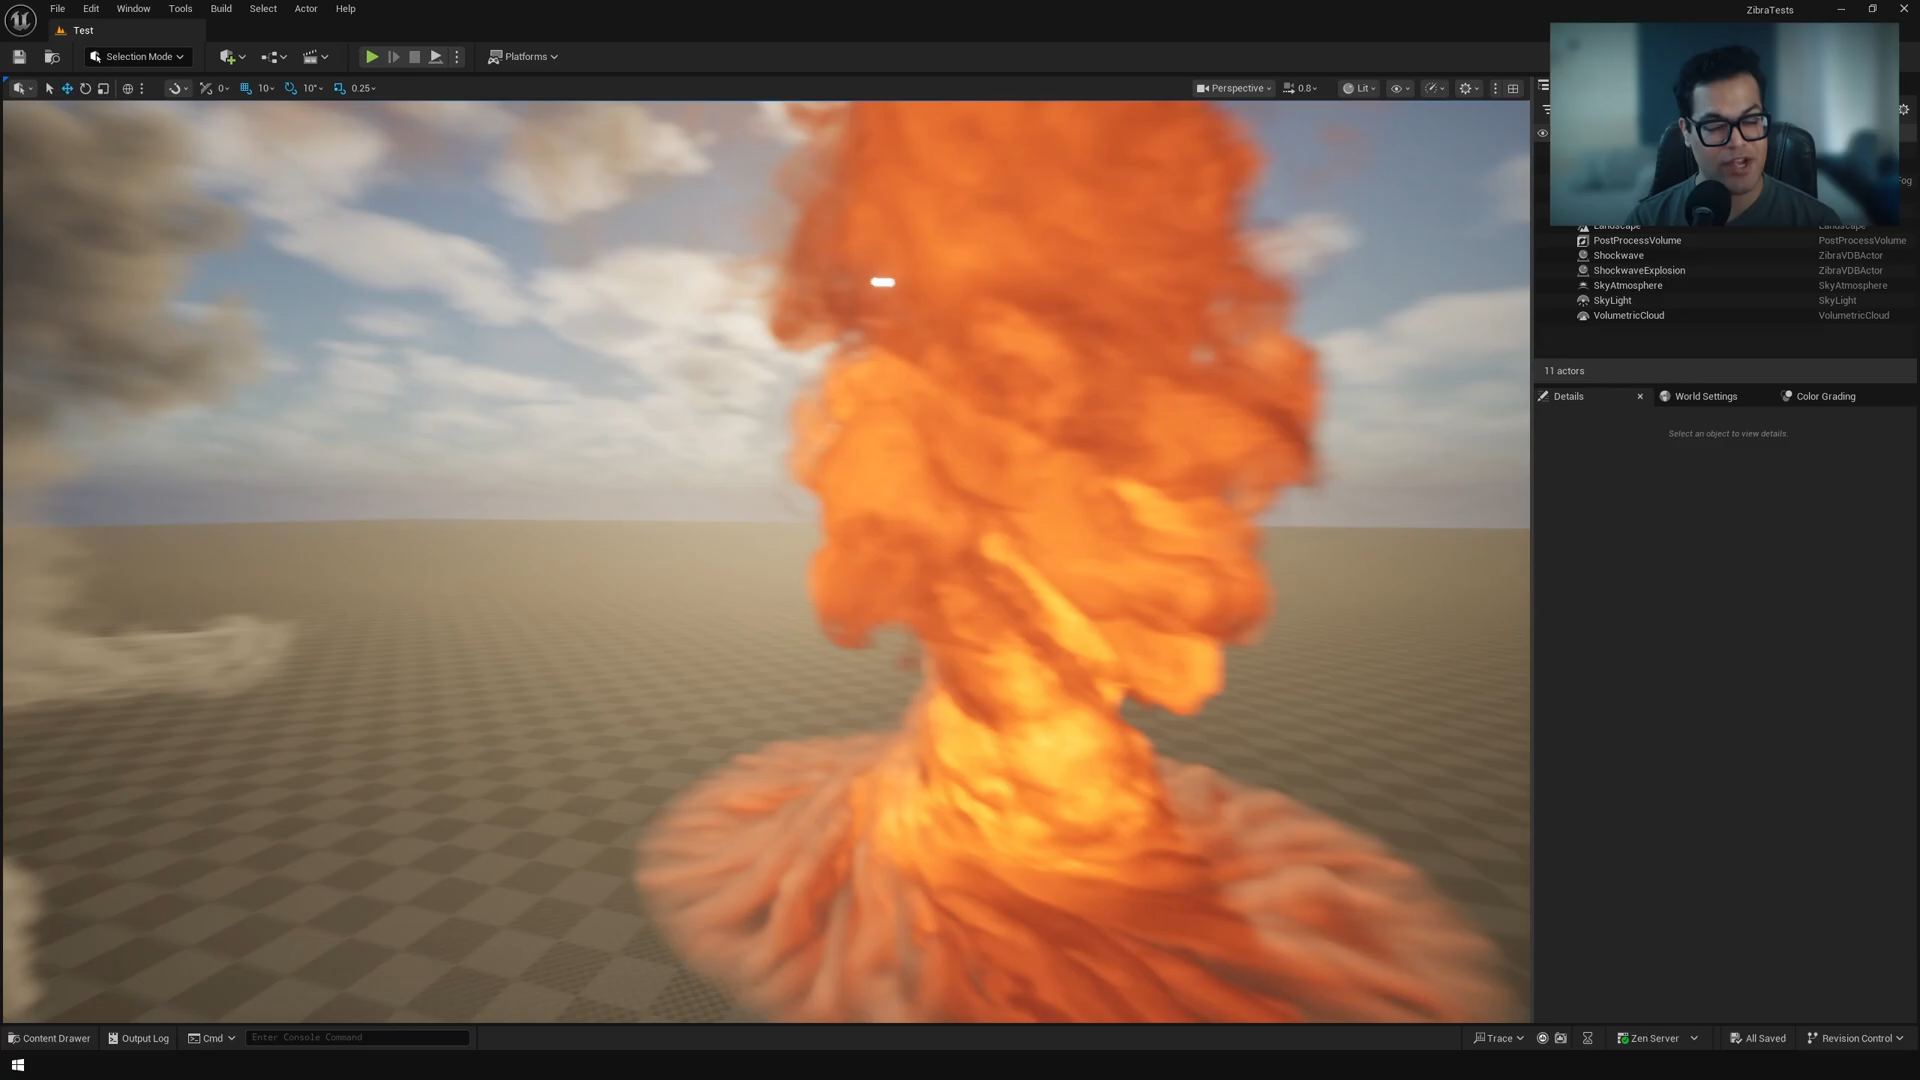 File Edit Window Tools Build Select Actor Help
ZibraTests
Test
Selection Mode
Platforms
0 10 10° 0.25
Perspective 0.8 Lit
Fog
Landscape Landscape
PostProcessVolume PostProcessVolume
Shockwave ZibraVDBActor
ShockwaveExplosion ZibraVDBActor
SkyAtmosphere SkyAtmosphere
SkyLight SkyLight
VolumetricCloud VolumetricCloud
11 actors
Details World Settings Color Grading
Select an object to view details.
Content Drawer Output Log Cmd Enter Console Command Trace Zen Server All Saved Revision Control